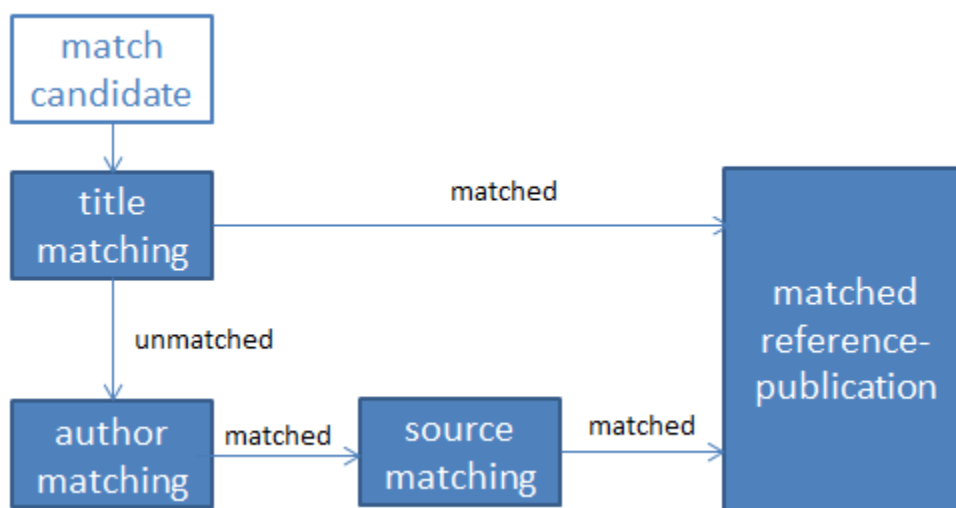 match
candidate
title
matching
matched
unmatched
matched
reference-
publication
author
matching
matched
source
matching
matched